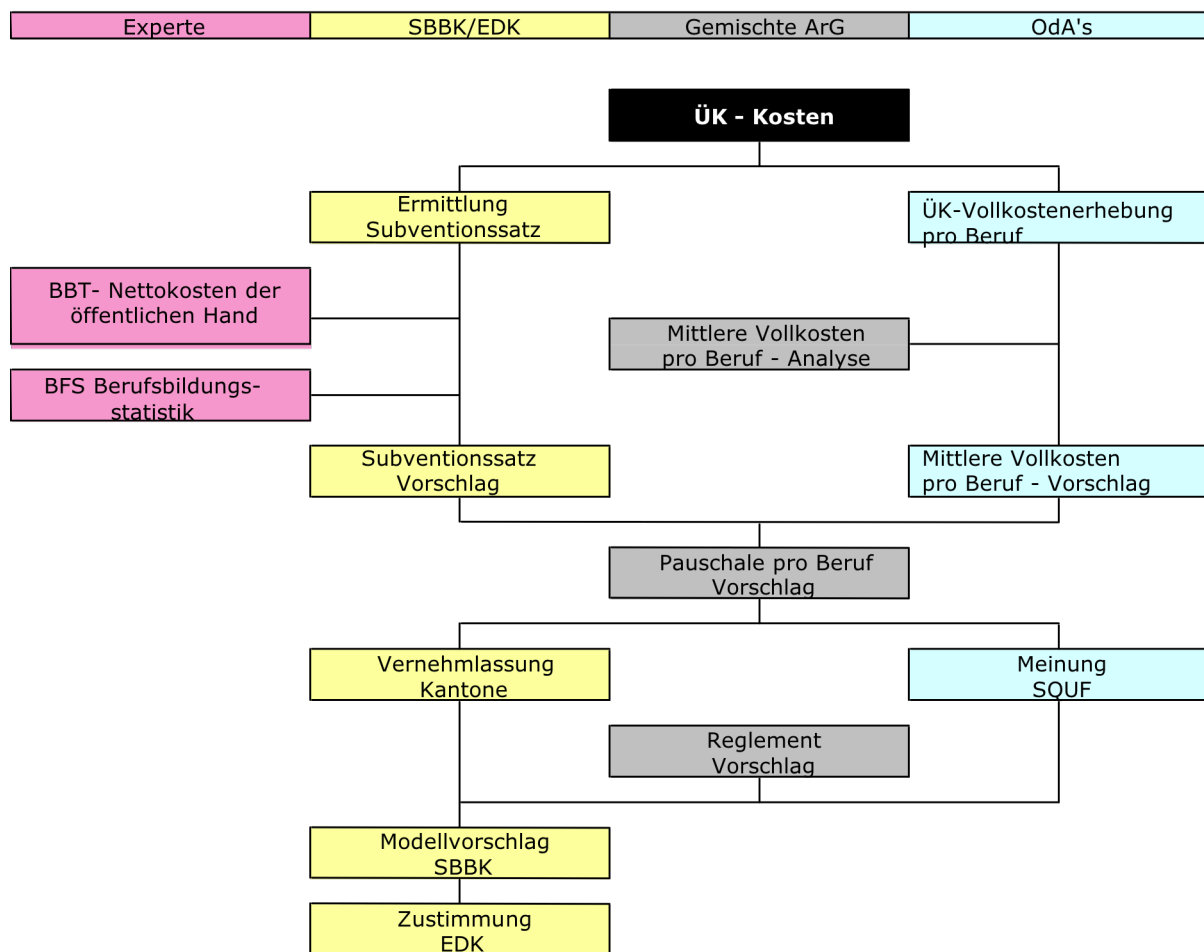 Experte
SBBK/EDK
Gemischte ArG
OdA's
ÜK - Kosten
Ermittlung
Subventionssatz
ÜK-Vollkostenerhebung
pro Beruf
BBT- Nettokosten der
öffentlichen Hand
Mittlere Vollkosten
pro Beruf - Analyse
BFS Berufsbildungs-
statistik
Subventionssatz
Vorschlag
Mittlere Vollkosten
pro Beruf - Vorschlag
Pauschale pro Beruf
Vorschlag
Vernehmlassung
Kantone
Meinung
SQUF
Reglement
Vorschlag
Modellvorschlag
SBBK
Zustimmung
EDK